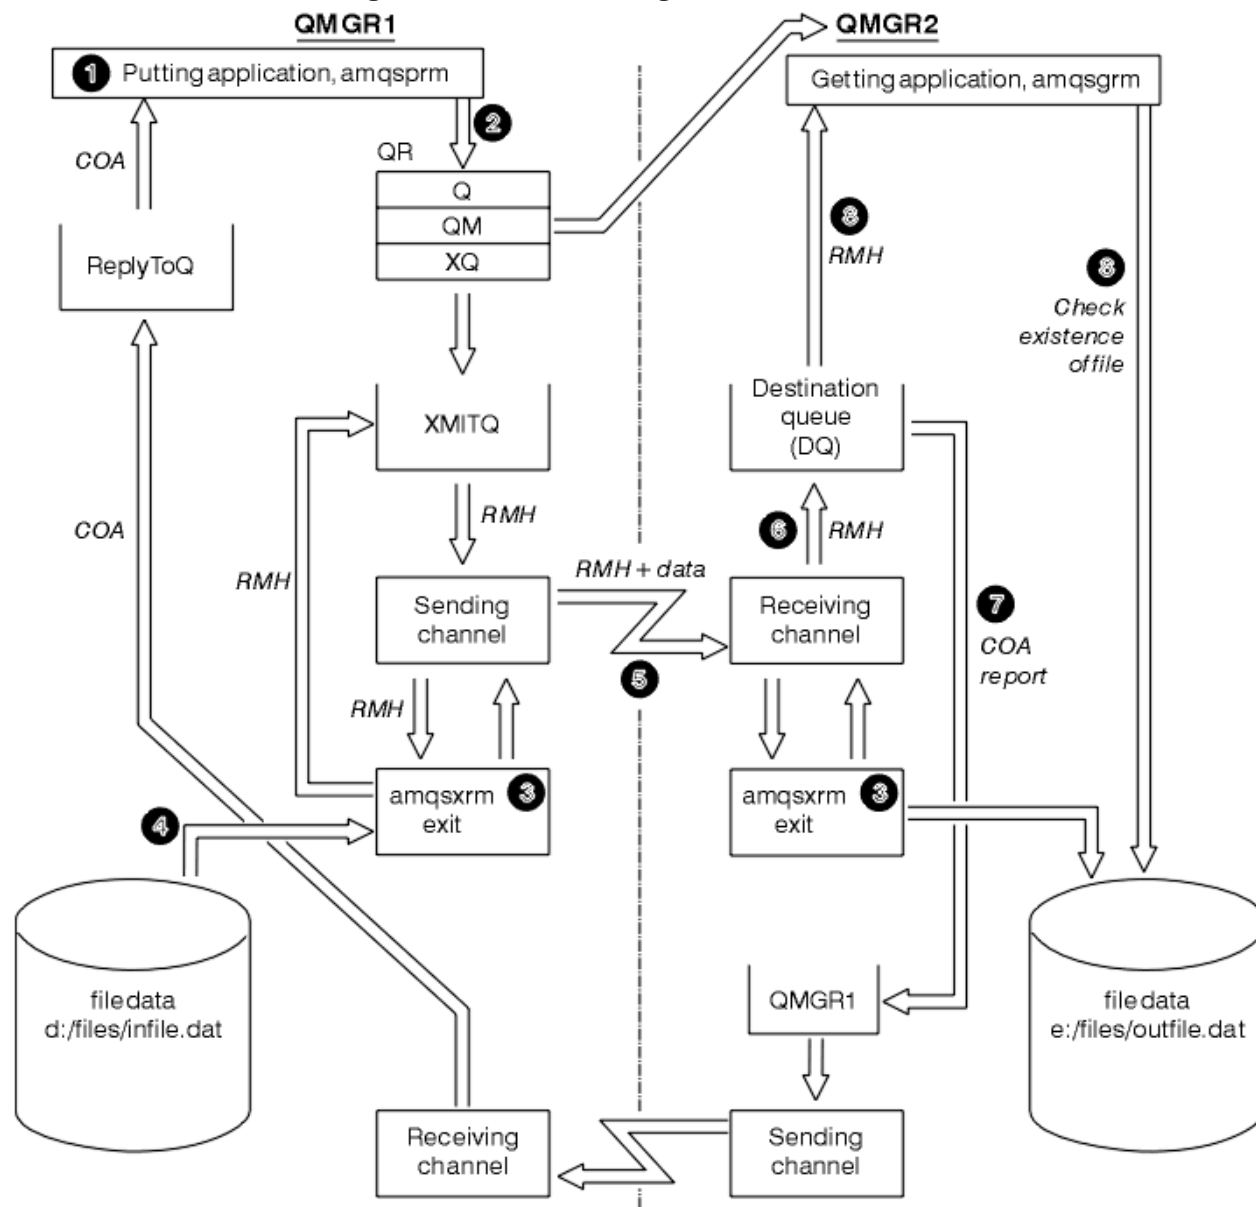 QMGR1
QMGR2
1 Putting application, amqsprm
Getting application, amqsgrm
2
COA
QR
Q
QM
XQ
8
RMH
ReplyToQ
8
Check
existence
of file
XMITQ
Destination
queue
(DQ)
COA
RMH
6
RMH
RMH
RMH + data
Sending
channel
Receiving
channel
7
COA
report
5
RMH
amqsxrm 3
exit
amqsxrm 3
exit
4
file data
d:/files/infile.dat
QMGR1
file data
e:/files/outfile.dat
Receiving
channel
Sending
channel